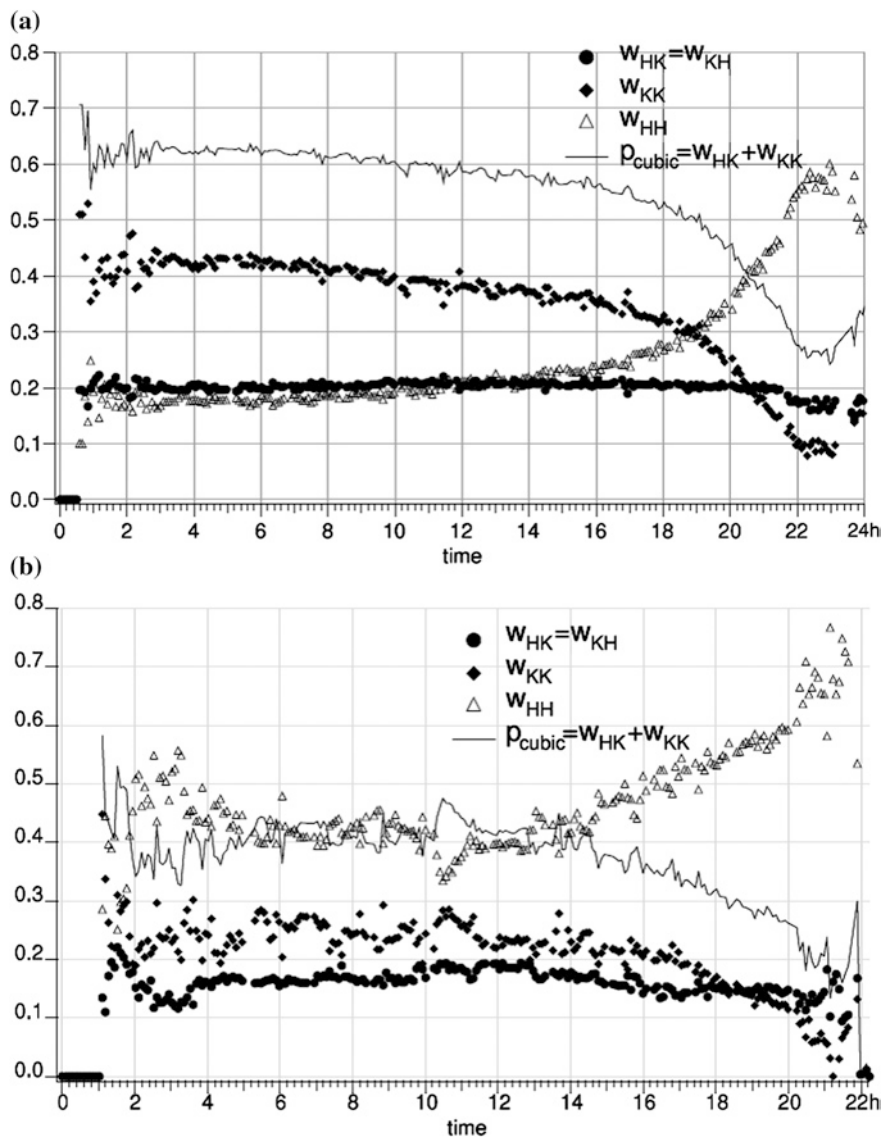 (a)
0.8
0.7
0.6
0.5
0.4
0.3
0.2
0.1
0.0
w_HK=w_KH
w_KK
w_HH
p_cubic=w_HK+w_KK
0 2 4 6 8 10 12 14 16 18 20 22 24h
time
(b)
0.8
0.7
0.6
0.5
0.4
0.3
0.2
0.1
0.0
w_HK=w_KH
w_KK
w_HH
p_cubic=w_HK+w_KK
0 2 4 6 8 10 12 14 16 18 20 22h
time